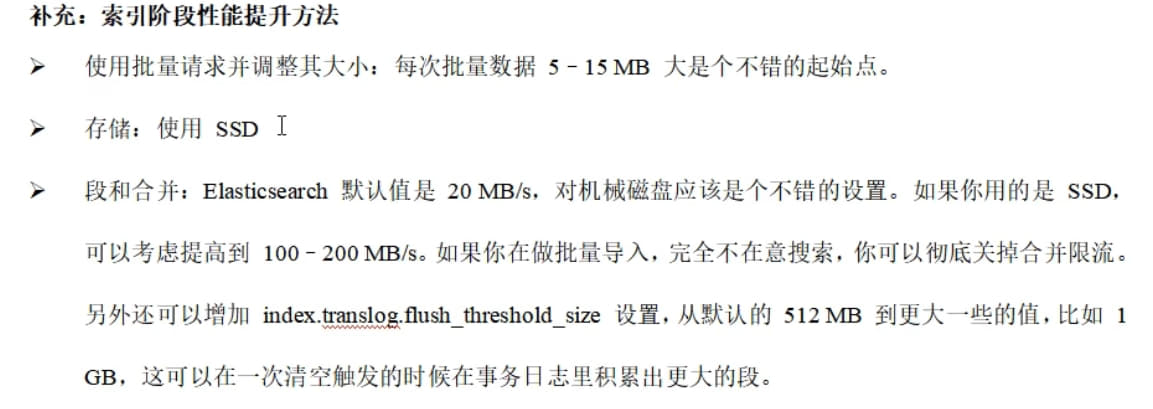 补充：索引阶段性能提升方法
➢ 使用批量请求并调整其大小：每次批量数据 5–15 MB 大是个不错的起始点。
➢ 存储：使用 SSD
➢ 段和合并：Elasticsearch 默认值是 20 MB/s，对机械磁盘应该是个不错的设置。如果你用的是 SSD，
可以考虑提高到 100–200 MB/s。如果你在做批量导入，完全不在意搜索，你可以彻底关掉合并限流。
另外还可以增加 index.translog.flush_threshold_size 设置，从默认的 512 MB 到更大一些的值，比如 1
GB，这可以在一次清空触发的时候在事务日志里积累出更大的段。